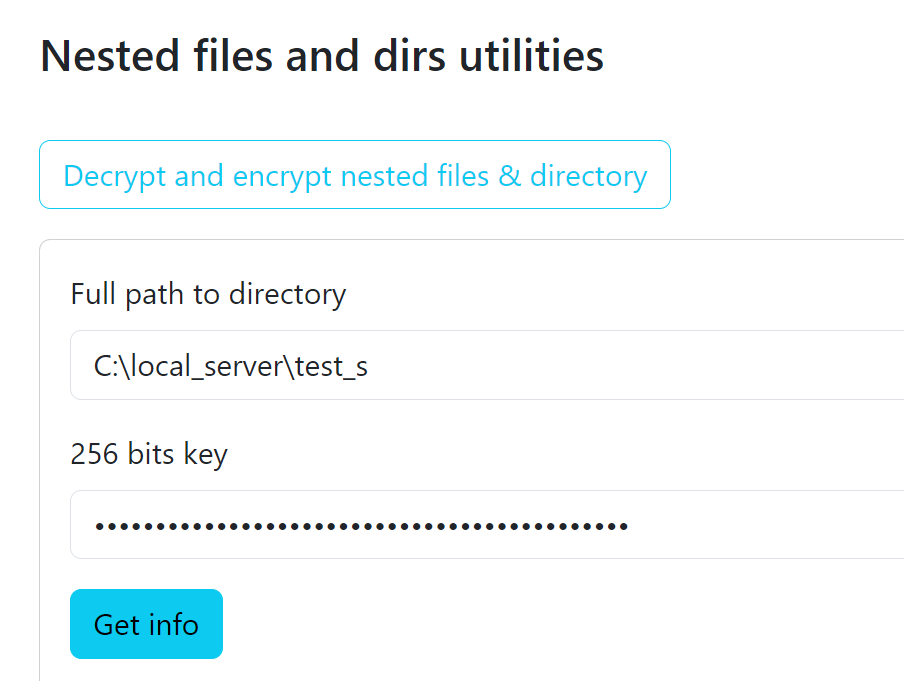 Nested files and dirs utilities
Decrypt and encrypt nested files & directory
Full path to directory
C:\local_server\test_s
256 bits key
••••••••••••••••••••••••••••••••••••••••••••
Get info